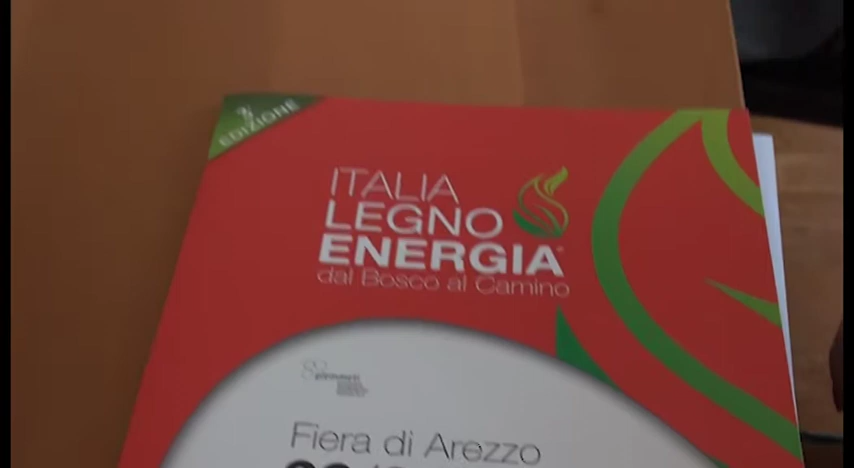 3ª EDIZIONE
ITALIA
LEGNO
ENERGIA
dal Bosco al Camino
Fiera di Arezzo